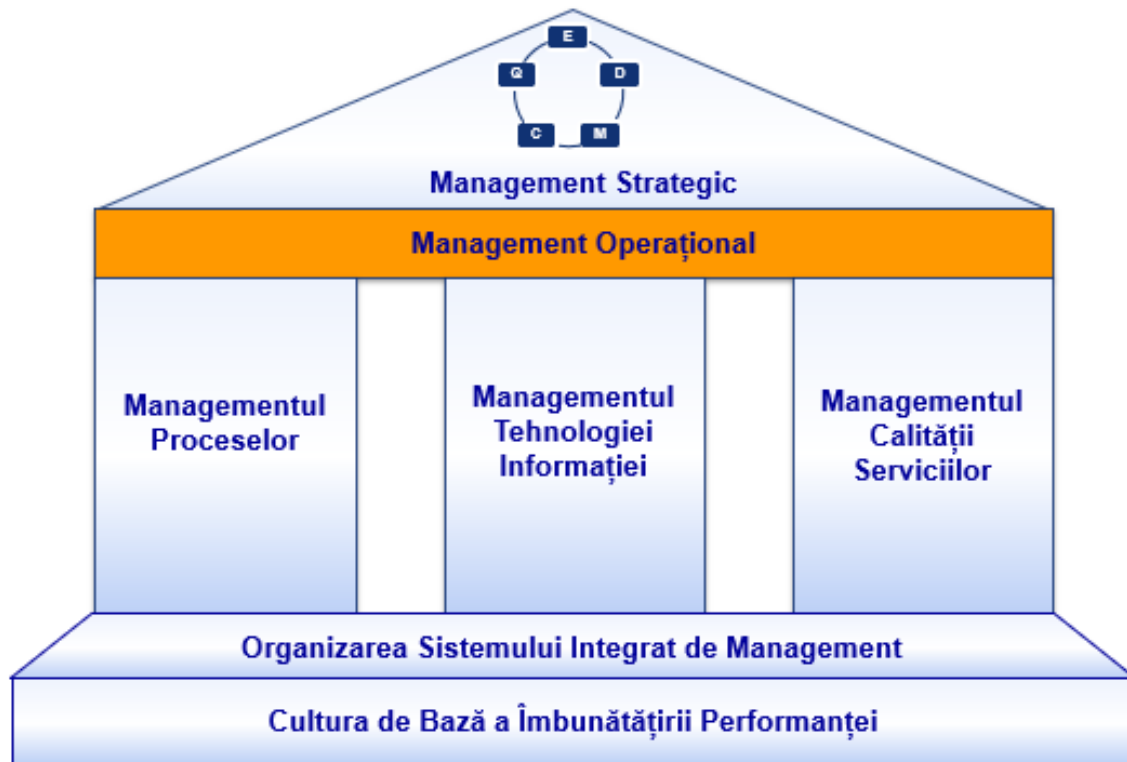 E
Q
D
C
M
Management Strategic
Management Operațional
Managementul
Proceselor
Managementul
Tehnologiei
Informației
Managementul
Calității
Serviciilor
Organizarea Sistemului Integrat de Management
Cultura de Bază a Îmbunătățirii Performanței